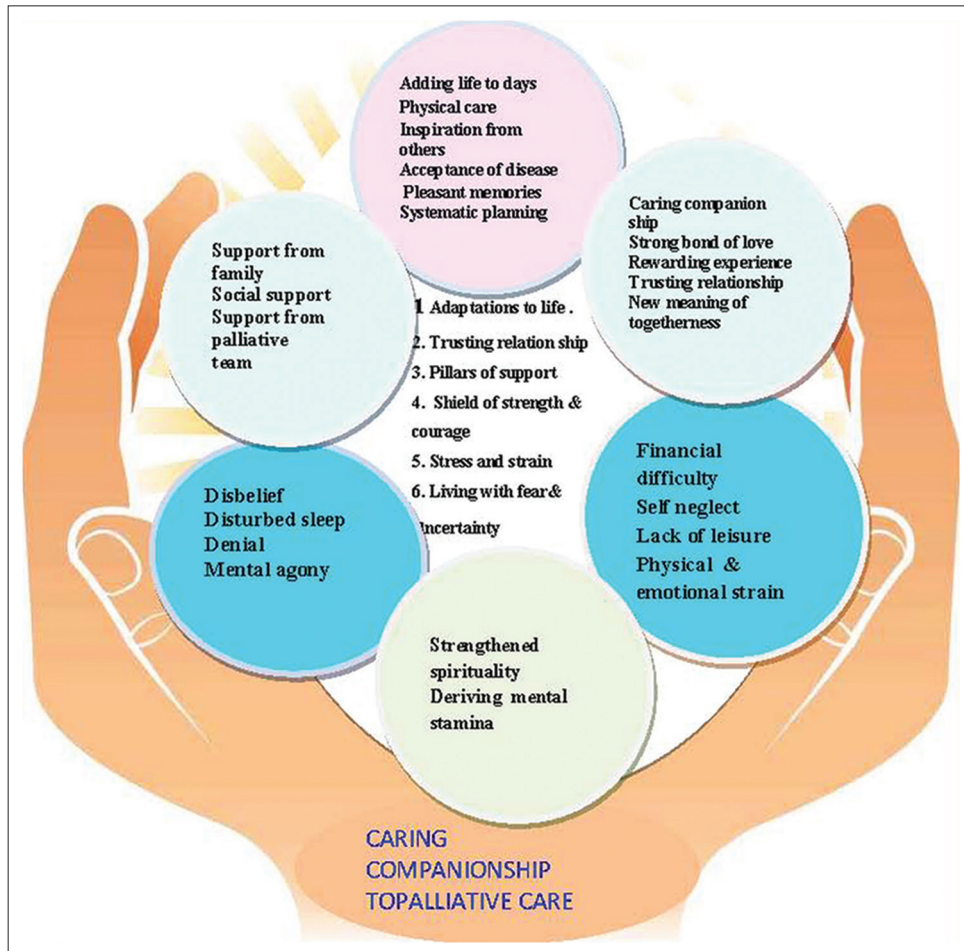 Adding life to days
Physical care
Inspiration from
others
Acceptance of disease
Pleasant memories
Systematic planning
Caring companion
ship
Strong bond of love
Rewarding experience
Trusting relationship
New meaning of
togetherness
Support from
family
Social support
Support from
palliative
team
1 Adaptations to life .
2. Trusting relation ship
3. Pillars of support
4. Shield of strength &
courage
5. Stress and strain
6. Living with fear&
Uncertainty
Financial
difficulty
Self neglect
Lack of leisure
Physical &
emotional strain
Disbelief
Disturbed sleep
Denial
Mental agony
Strengthened
spirituality
Deriving mental
stamina
CARING
COMPANIONSHIP
TOPALLIATIVE CARE